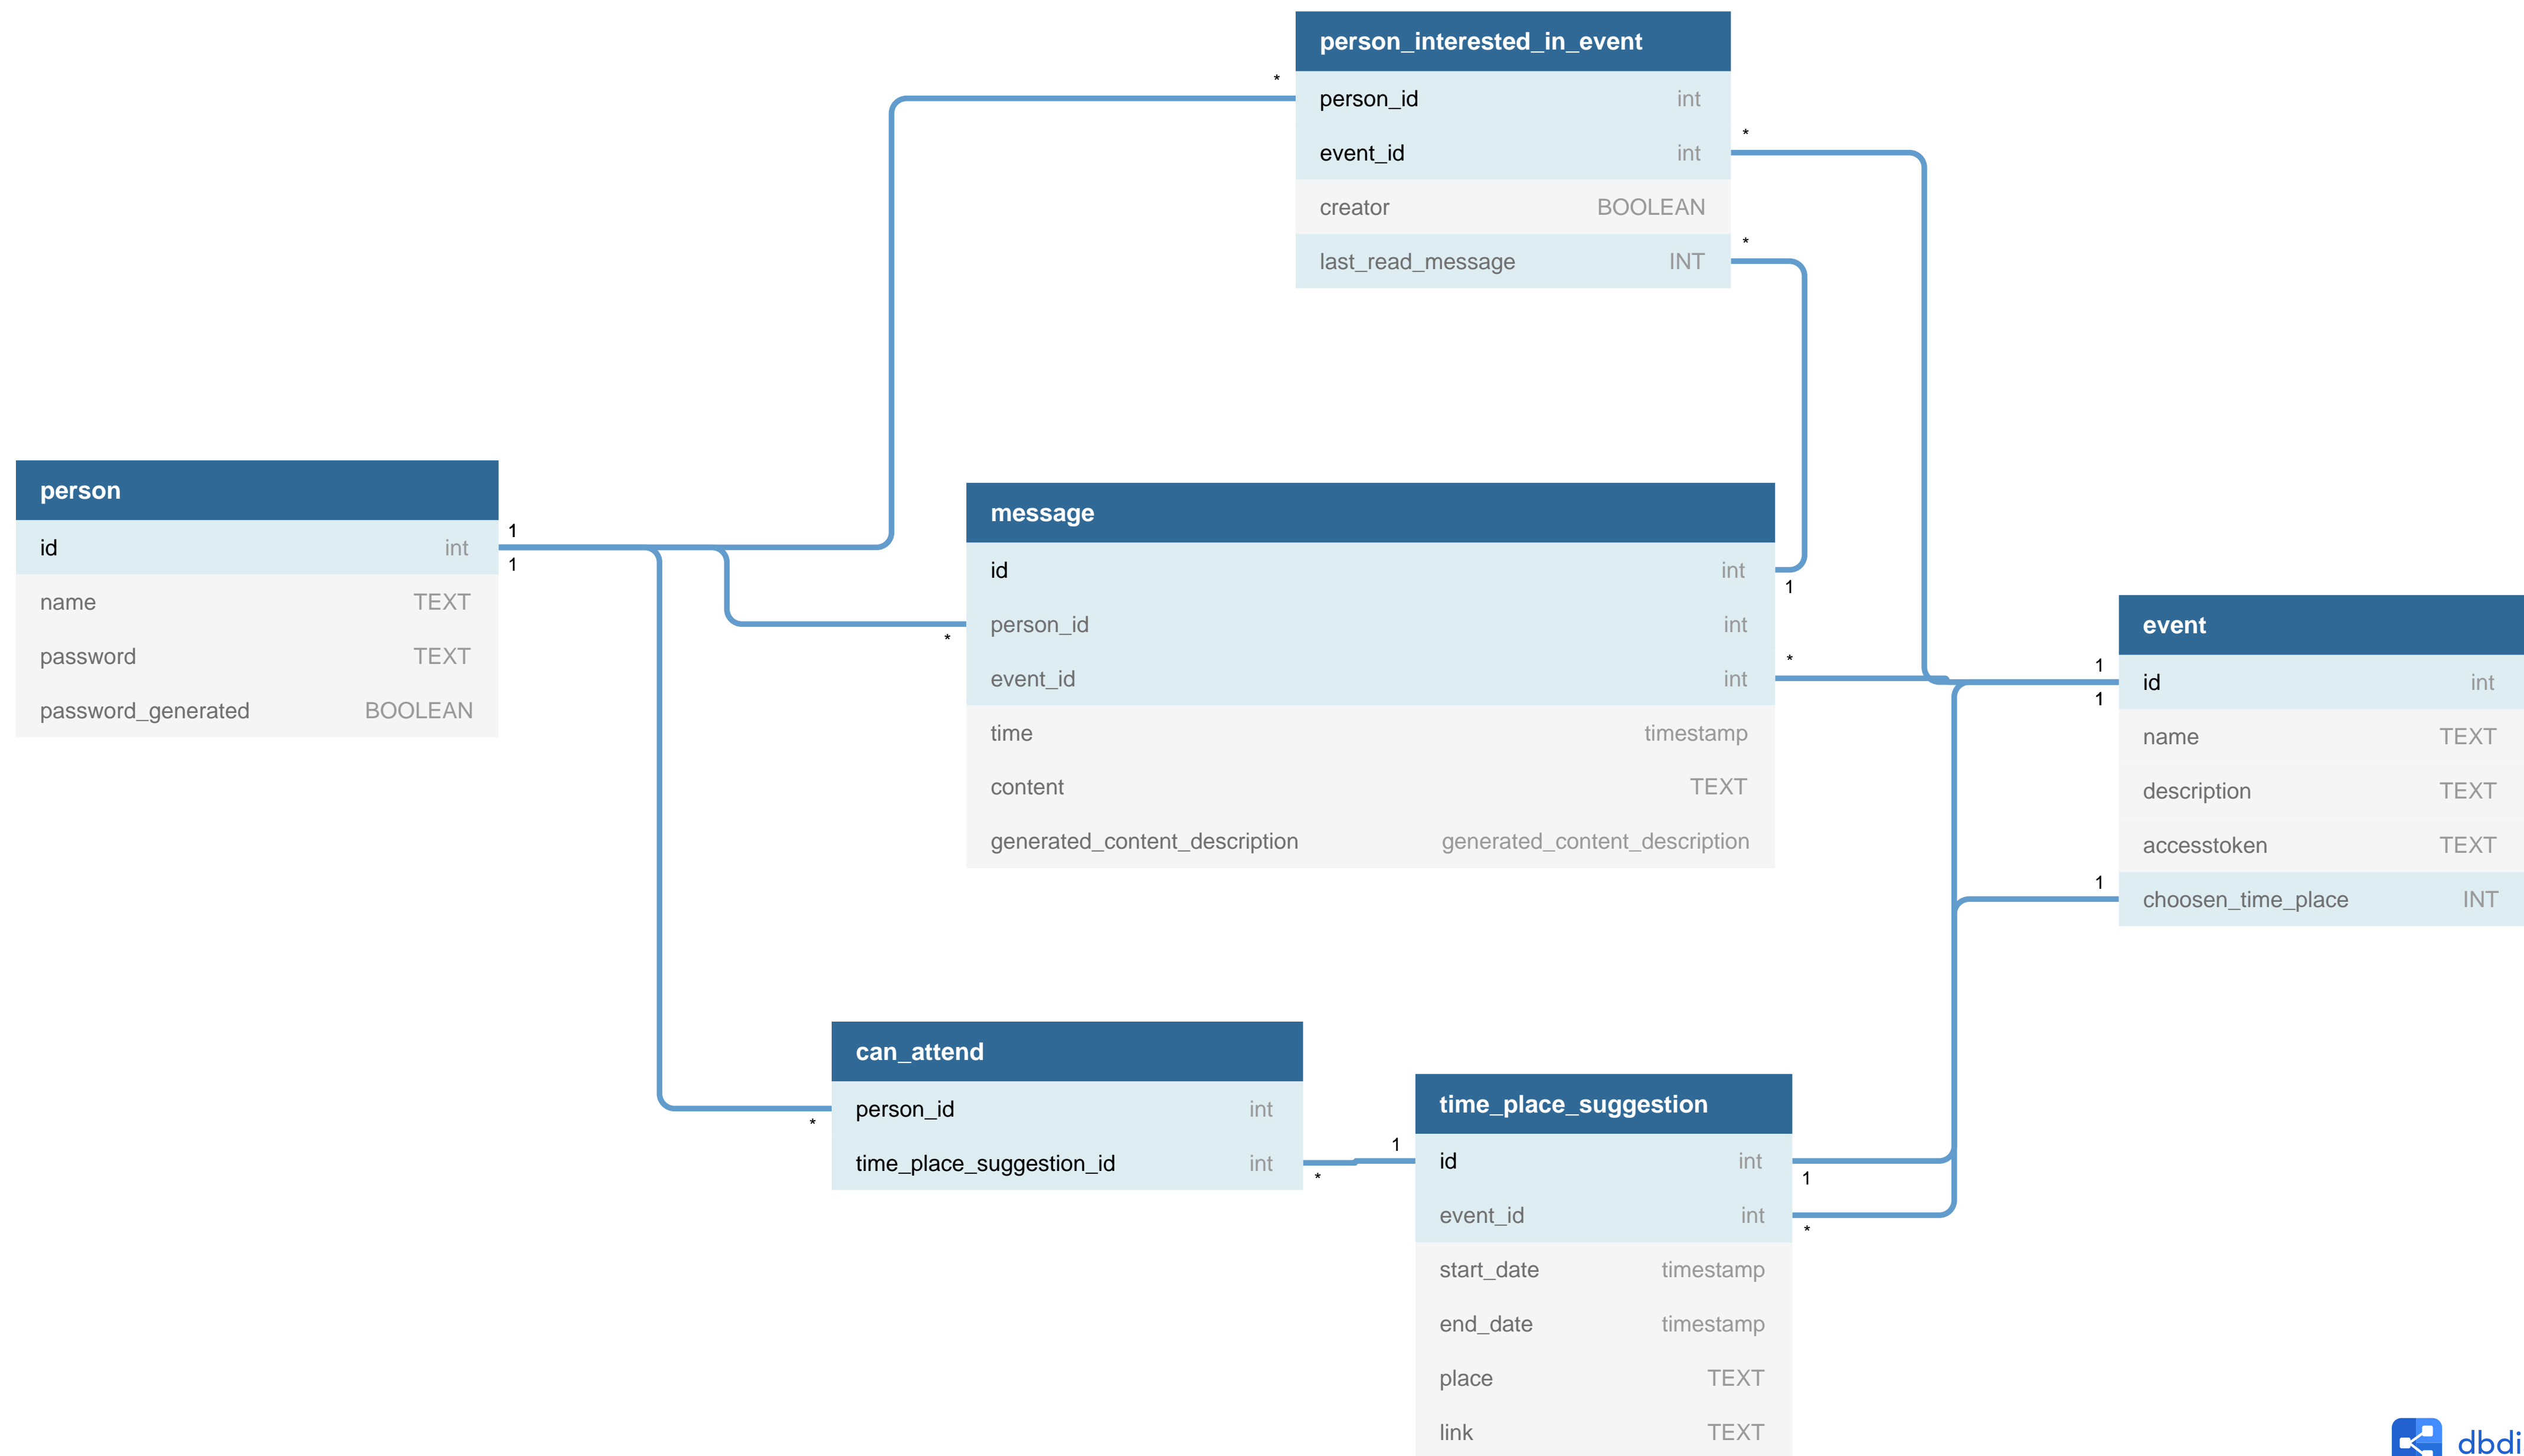 person_interested_in_event
person_id int
event_id int
creator BOOLEAN
last_read_message INT
*
*
*
person
id int
name TEXT
password TEXT
password_generated BOOLEAN
1
1
message
id int
person_id int
event_id int
time timestamp
content TEXT
generated_content_description generated_content_description
1
*
*
event
id int
name TEXT
description TEXT
accesstoken TEXT
choosen_time_place INT
1
1
1
can_attend
person_id int
time_place_suggestion_id int
*
*
time_place_suggestion
id int
event_id int
start_date timestamp
end_date timestamp
place TEXT
link TEXT
1
1
*
dbdi